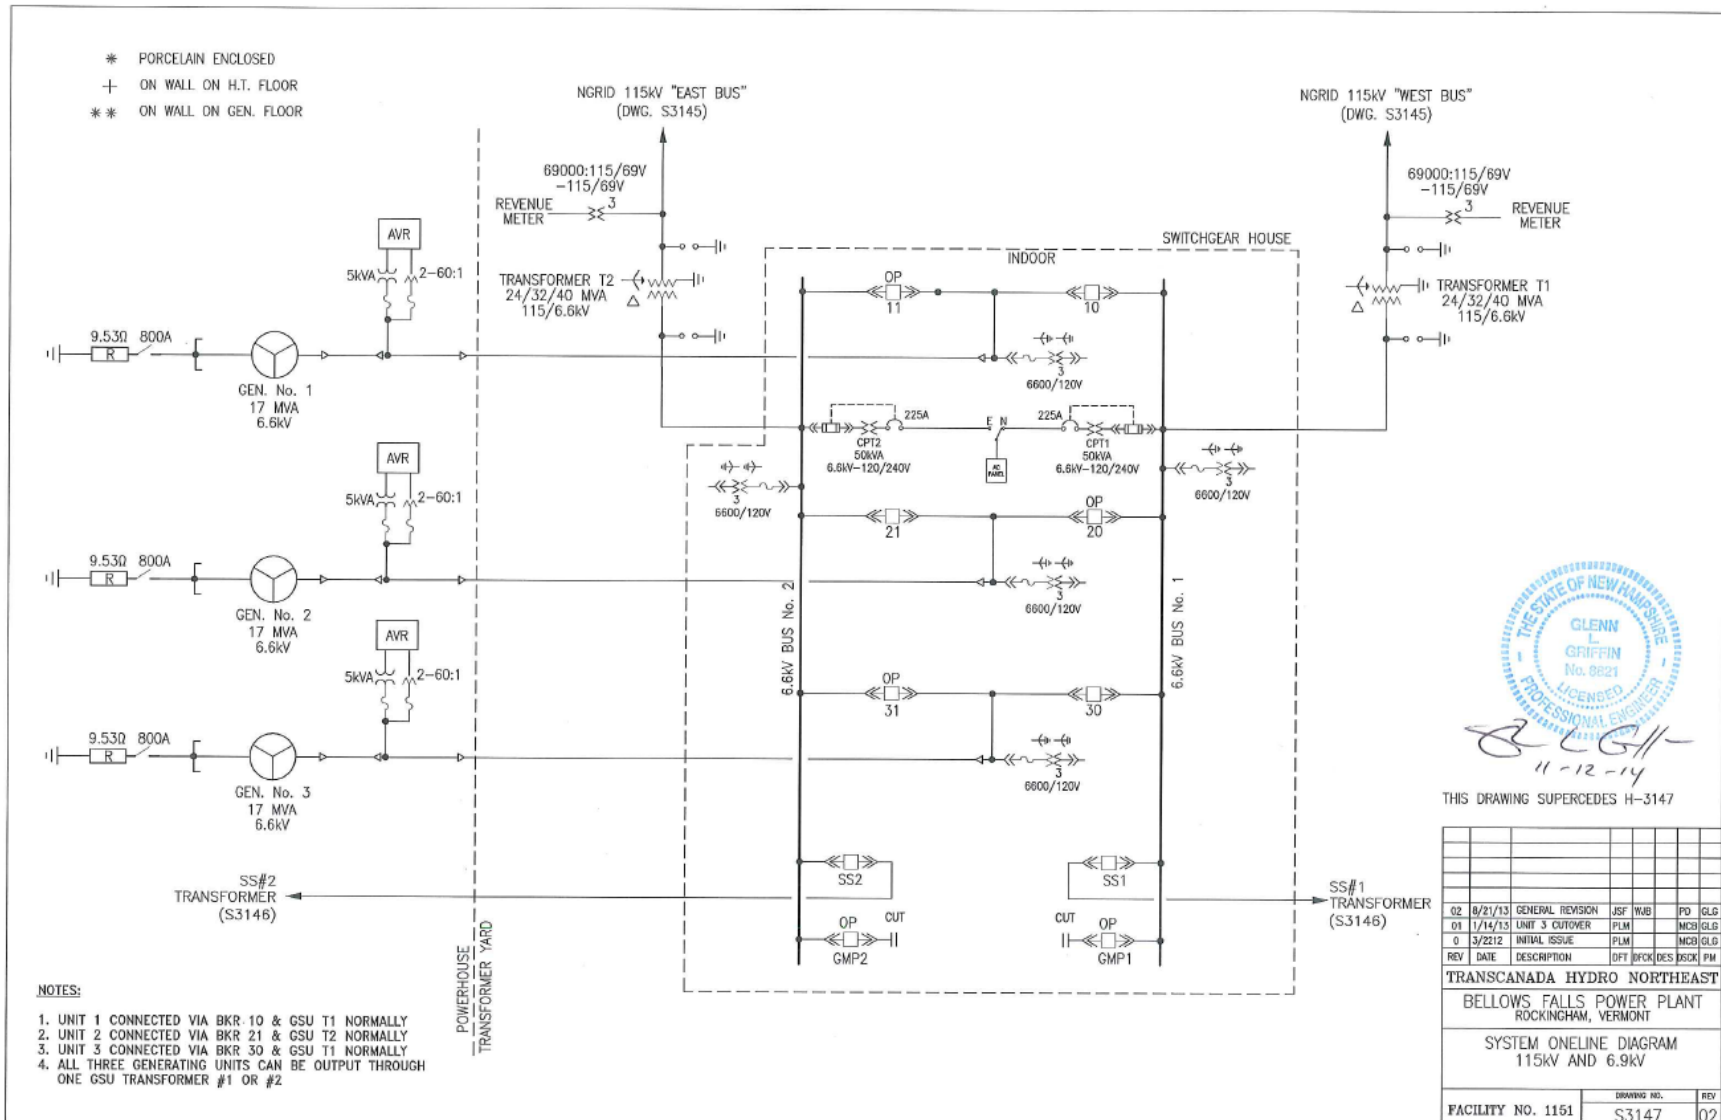 * PORCELAIN ENCLOSED
+ ON WALL ON H.T. FLOOR
** ON WALL ON GEN. FLOOR
NGRID 115kV "EAST BUS"
(DWG. S3145)
NGRID 115kV "WEST BUS"
(DWG. S3145)
69000:115/69V
-115/69V
3
REVENUE
METER
69000:115/69V
-115/69V
3
REVENUE
METER
SWITCHGEAR HOUSE
INDOOR
TRANSFORMER T2
24/32/40 MVA
115/6.6kV
TRANSFORMER T1
24/32/40 MVA
115/6.6kV
AVR
5kVA
2-60:1
OP
11
10
9.53Ω 800A
R
GEN. No. 1
17 MVA
6.6kV
3
6600/120V
225A
E N
225A
CPT2
50kVA
6.6kV-120/240V
AC
PANEL
CPT1
50kVA
6.6kV-120/240V
3
6600/120V
3
6600/120V
AVR
5kVA
2-60:1
21
OP
20
9.53Ω 800A
R
GEN. No. 2
17 MVA
6.6kV
3
6600/120V
6.6kV BUS No. 2
6.6kV BUS No. 1
AVR
5kVA
2-60:1
OP
31
30
9.53Ω 800A
R
GEN. No. 3
17 MVA
6.6kV
3
6600/120V
SS#2
TRANSFORMER
(S3146)
SS2
SS1
SS#1
TRANSFORMER
(S3146)
OP
CUT
GMP2
CUT
OP
GMP1
POWERHOUSE
TRANSFORMER YARD
THE STATE OF NEW HAMPSHIRE
GLENN
L.
GRIFFIN
No. 8821
LICENSED
PROFESSIONAL ENGINEER
11-12-14
THIS DRAWING SUPERCEDES H-3147
02 8/21/13 GENERAL REVISION JSF WJB PD GLG
01 1/14/13 UNIT 3 CUTOVER PLM MCB GLG
0 3/2212 INITIAL ISSUE PLM MCB GLG
REV DATE DESCRIPTION DFT DFCK DES DSCK PM
TRANSCANADA HYDRO NORTHEAST
BELLOWS FALLS POWER PLANT
ROCKINGHAM, VERMONT
SYSTEM ONELINE DIAGRAM
115kV AND 6.9kV
FACILITY NO. 1151
DRAWING NO.
S3147
REV
02
NOTES:
1. UNIT 1 CONNECTED VIA BKR 10 & GSU T1 NORMALLY
2. UNIT 2 CONNECTED VIA BKR 21 & GSU T2 NORMALLY
3. UNIT 3 CONNECTED VIA BKR 30 & GSU T1 NORMALLY
4. ALL THREE GENERATING UNITS CAN BE OUTPUT THROUGH
ONE GSU TRANSFORMER #1 OR #2